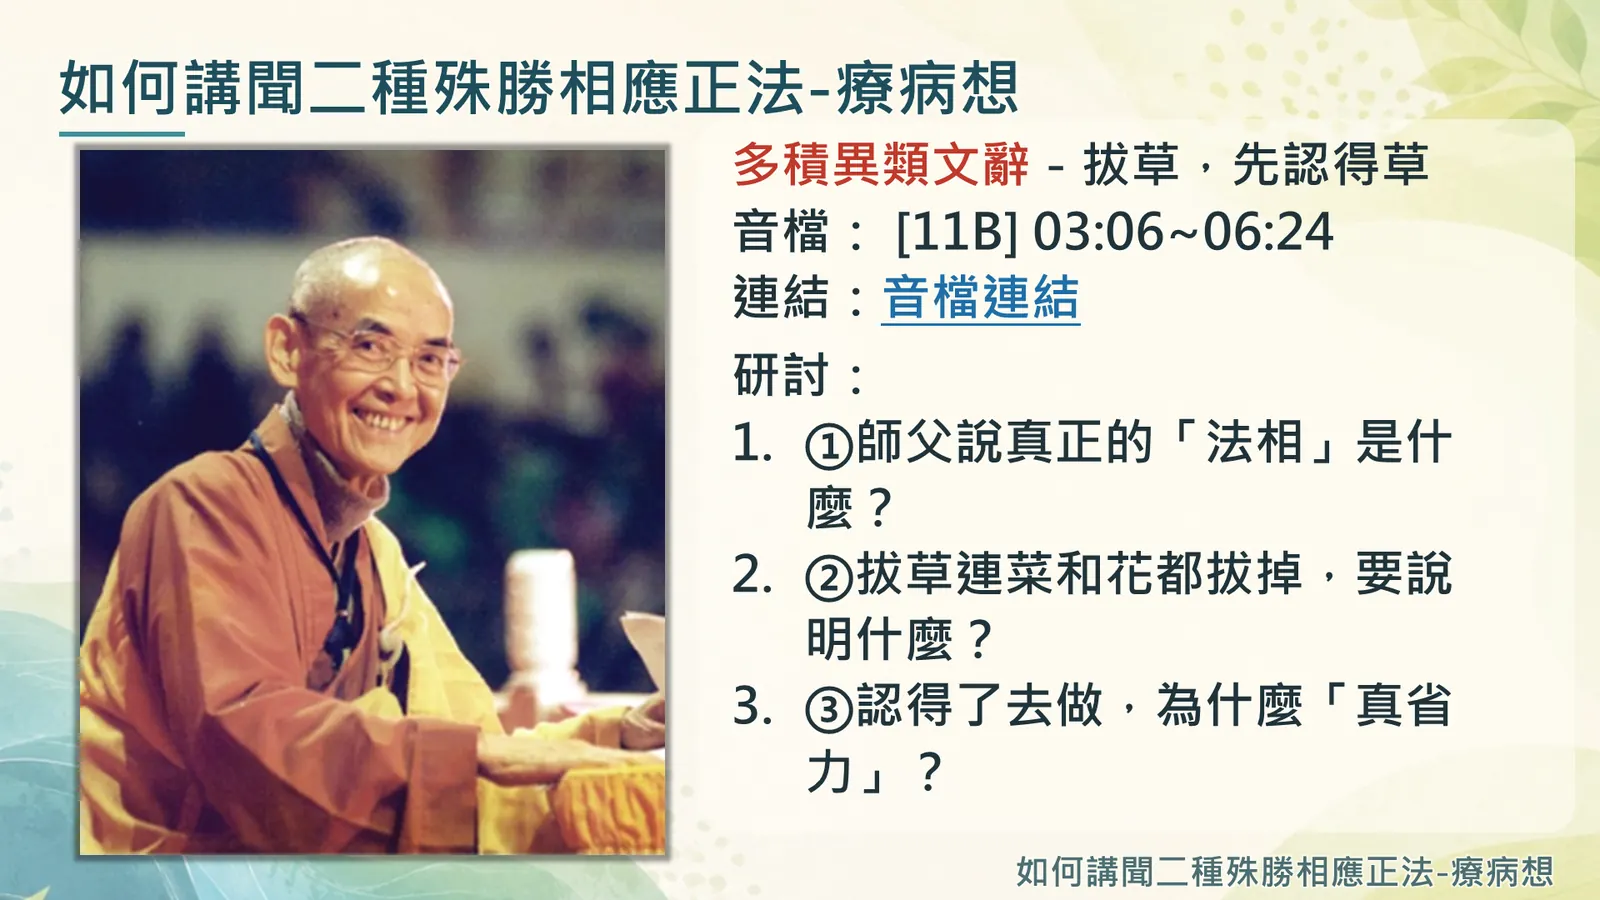 如何講聞二種殊勝相應正法-療病想
多積異類文辭 - 拔草，先認得草
音檔： [11B] 03:06~06:24
連結：音檔連結
研討：
1. ①師父說真正的「法相」是什
麼？
2. ②拔草連菜和花都拔掉，要說
明什麼？
3. ③認得了去做，為什麼「真省
力」？
如何講聞二種殊勝相應正法-療病想